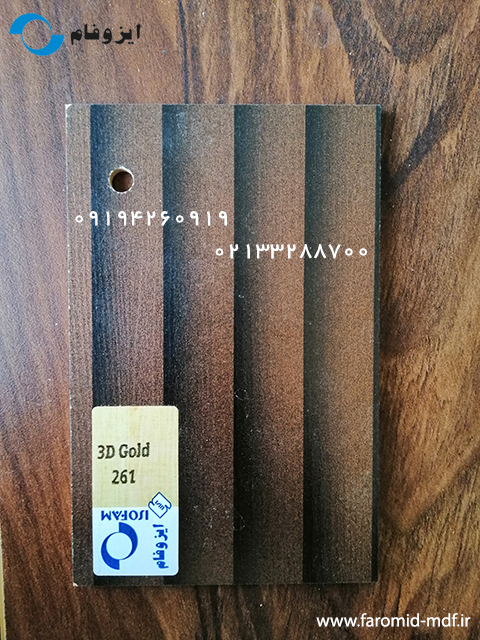 ایزوفام
۰۹۱۹۴۲۶۰۹۱۹
۰۲۱۳۳۲۸۸۷۰۰
3D Gold
261
ISOFAM
ایزوفام
www.faromid-mdf.ir